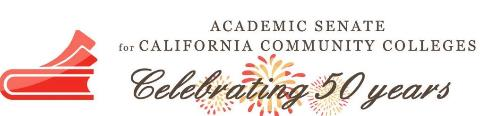 ACADEMIC SENATE
for CALIFORNIA COMMUNITY COLLEGES
Celebrating 50 years